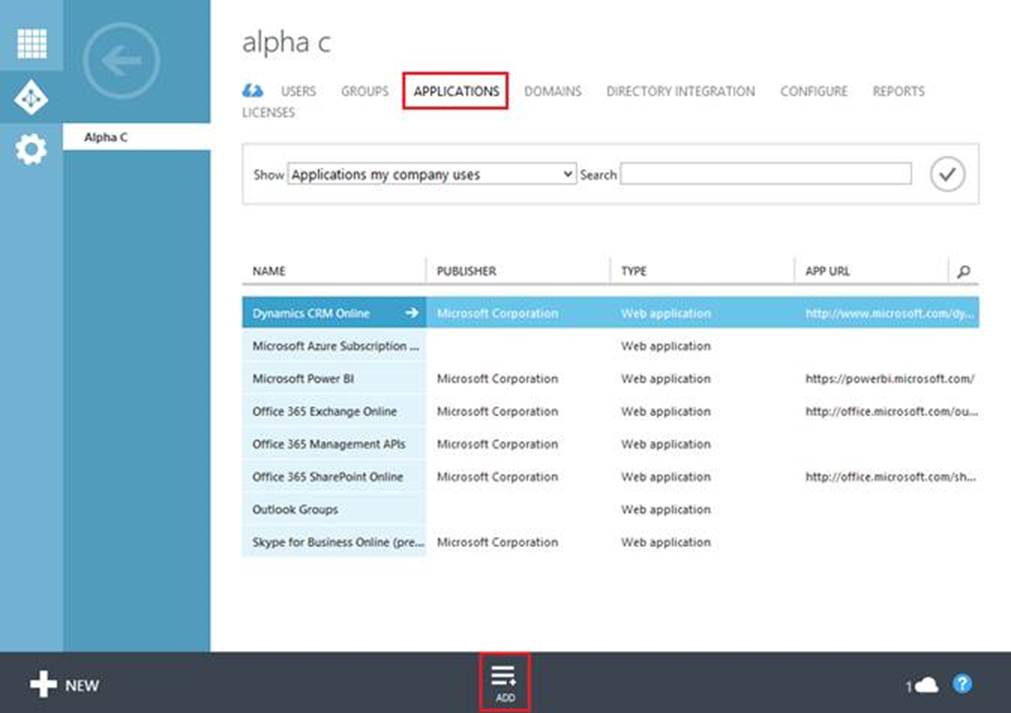 alpha c
USERS GROUPS APPLICATIONS DOMAINS DIRECTORY INTEGRATION CONFIGURE REPORTS
LICENSES
Alpha C
Show Applications my company uses Search
NAME PUBLISHER TYPE APP URL
Dynamics CRM Online Microsoft Corporation Web application http://www.microsoft.com/dy...
Microsoft Azure Subscription ... Web application
Microsoft Power BI Microsoft Corporation Web application https://powerbi.microsoft.com/
Office 365 Exchange Online Microsoft Corporation Web application http://office.microsoft.com/ou...
Office 365 Management APIs Microsoft Corporation Web application
Office 365 SharePoint Online Microsoft Corporation Web application http://office.microsoft.com/sh...
Outlook Groups Web application
Skype for Business Online (pre... Microsoft Corporation Web application
NEW ADD 1 ?